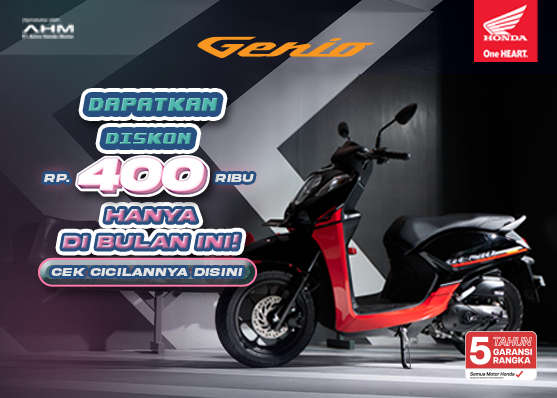 AHM
Genio
HONDA
One HEART.
DAPATKAN
DISKON
RP. 400 RIBU
HANYA
DI BULAN INI!
CEK CICILANNYA DISINI
5 TAHUN
GARANSI
RANGKA
Semua Motor Honda